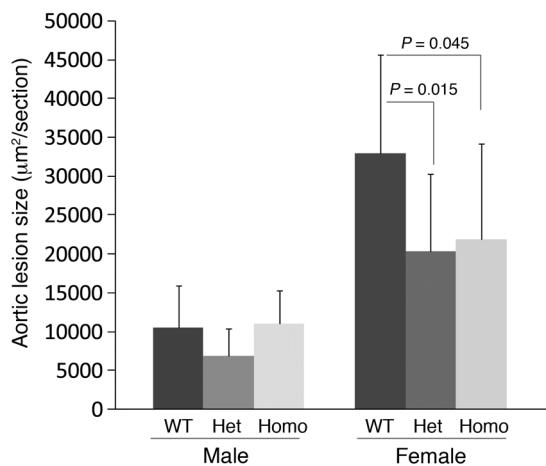 50000
45000
40000
35000
30000
25000
20000
15000
10000
5000
0
Aortic lesion size (μm²/section)
P = 0.045
P = 0.015
WT Het Homo WT Het Homo
Male Female